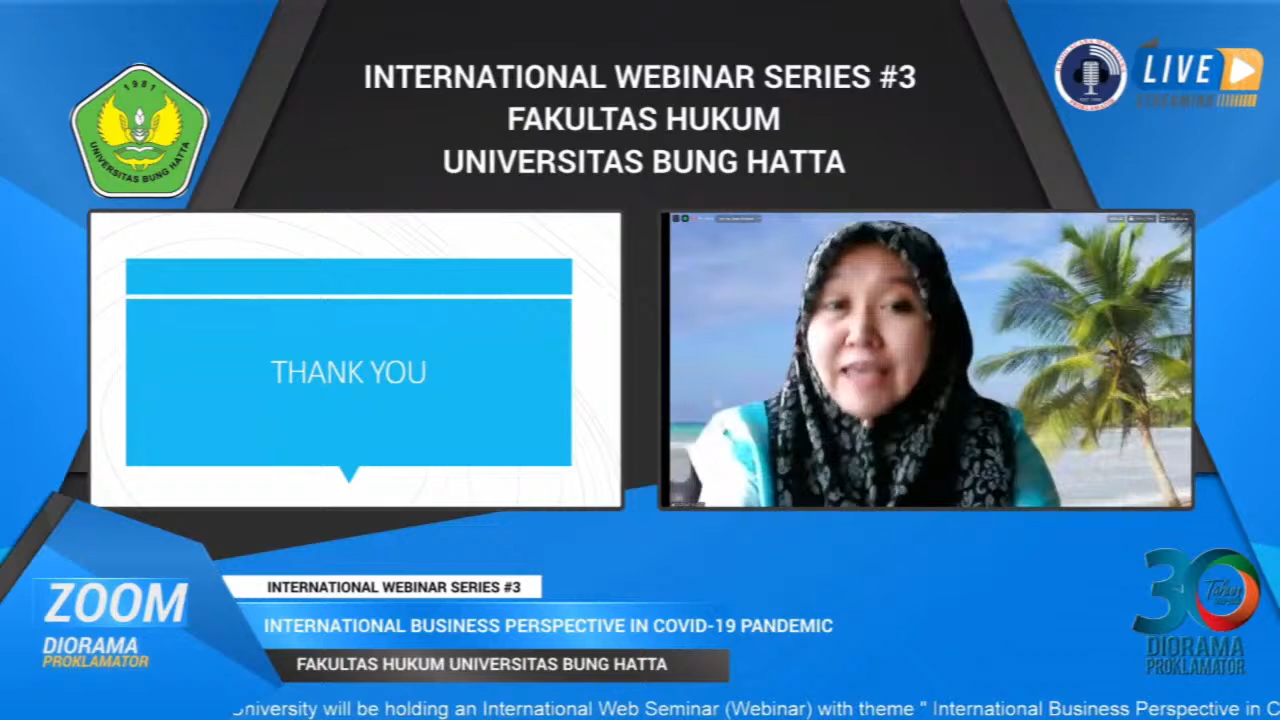 INTERNATIONAL WEBINAR SERIES #3
FAKULTAS HUKUM
UNIVERSITAS BUNG HATTA
1981
UNIVERSITAS BUNG HATTA
LIVE
STREAMING
THANK YOU
ZOOM
DIORAMA
PROKLAMATOR
INTERNATIONAL WEBINAR SERIES #3
INTERNATIONAL BUSINESS PERSPECTIVE IN COVID-19 PANDEMIC
FAKULTAS HUKUM UNIVERSITAS BUNG HATTA
30
Tahun
DIORAMA
PROKLAMATOR
University will be holding an International Web Seminar (Webinar) with theme " International Business Perspective in C